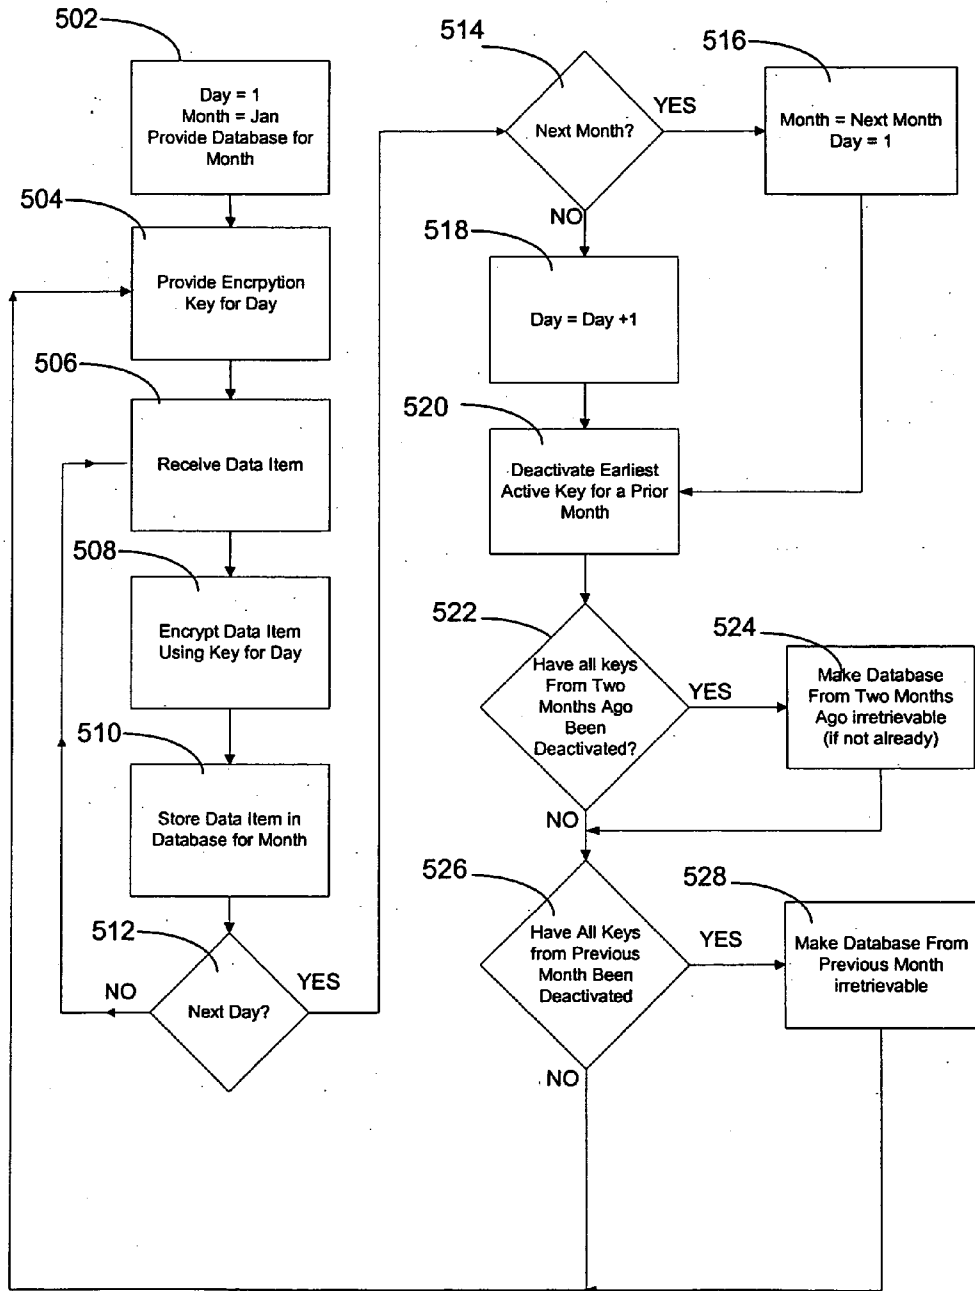 502
Day = 1
Month = Jan
Provide Database for
Month
504
Provide Encrpytion
Key for Day
506
Receive Data Item
508
Encrypt Data Item
Using Key for Day
510
Store Data Item in
Database for Month
512
NO
Next Day?
YES
514
Next Month?
YES
NO
516
Month = Next Month
Day = 1
518
Day = Day +1
520
Deactivate Earliest
Active Key for a Prior
Month
522
Have all keys
From Two
Months Ago
Been
Deactivated?
YES
NO
524
Make Database
From Two Months
Ago irretrievable
(if not already)
526
Have All Keys
from Previous
Month Been
Deactivated
YES
NO
528
Make Database From
Previous Month
irretrievable